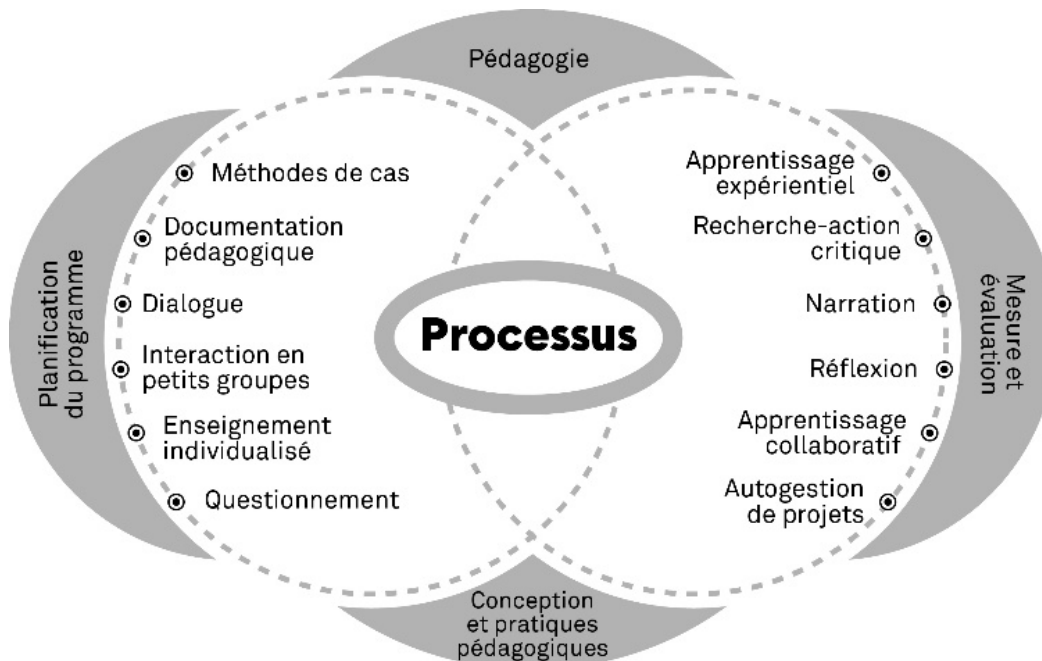 Pédagogie
Planification
du programme
Méthodes de cas
Documentation
pédagogique
Dialogue
Interaction en
petits groupes
Enseignement
individualisé
Questionnement
Processus
Apprentissage
expérientiel
Recherche-action
critique
Narration
Réflexion
Apprentissage
collaboratif
Autogestion
de projets
Mesure et
évaluation
Conception
et pratiques
pédagogiques